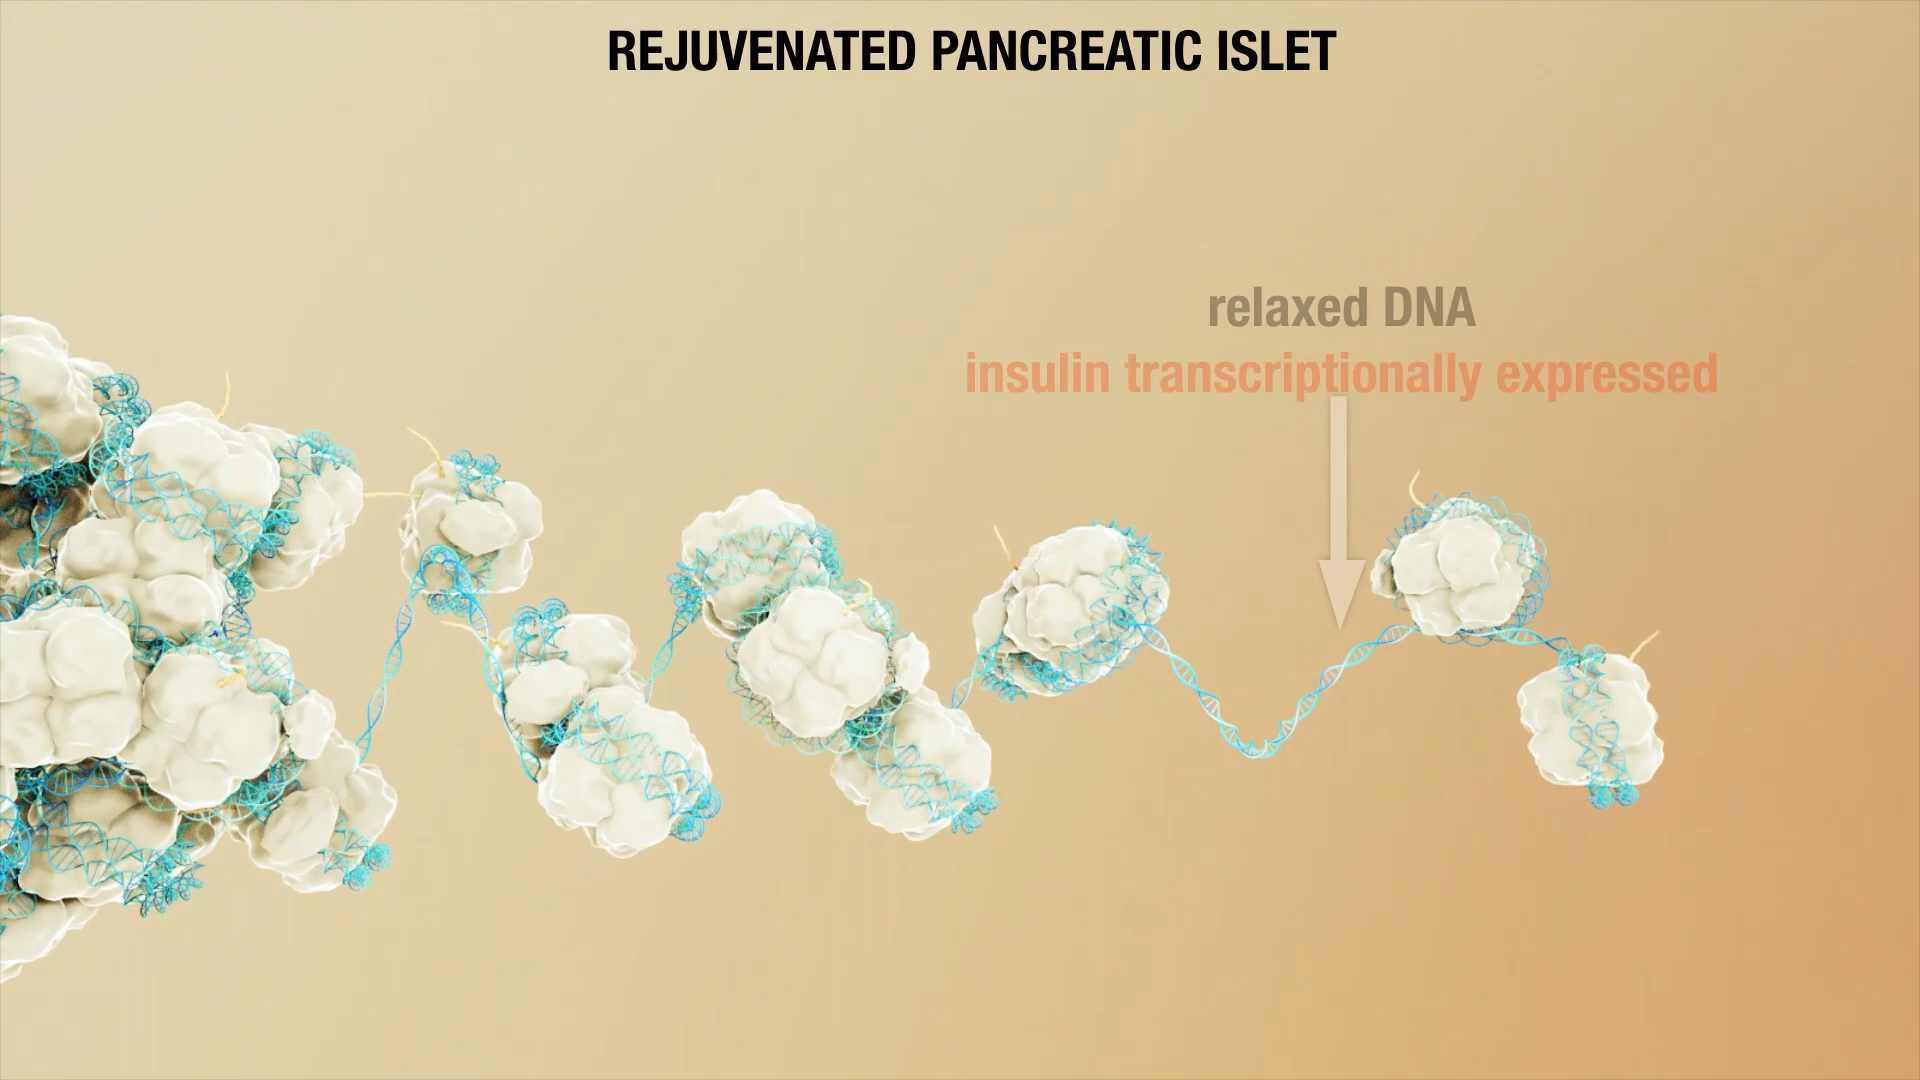 REJUVENATED PANCREATIC ISLET
relaxed DNA
insulin transcriptionally expressed